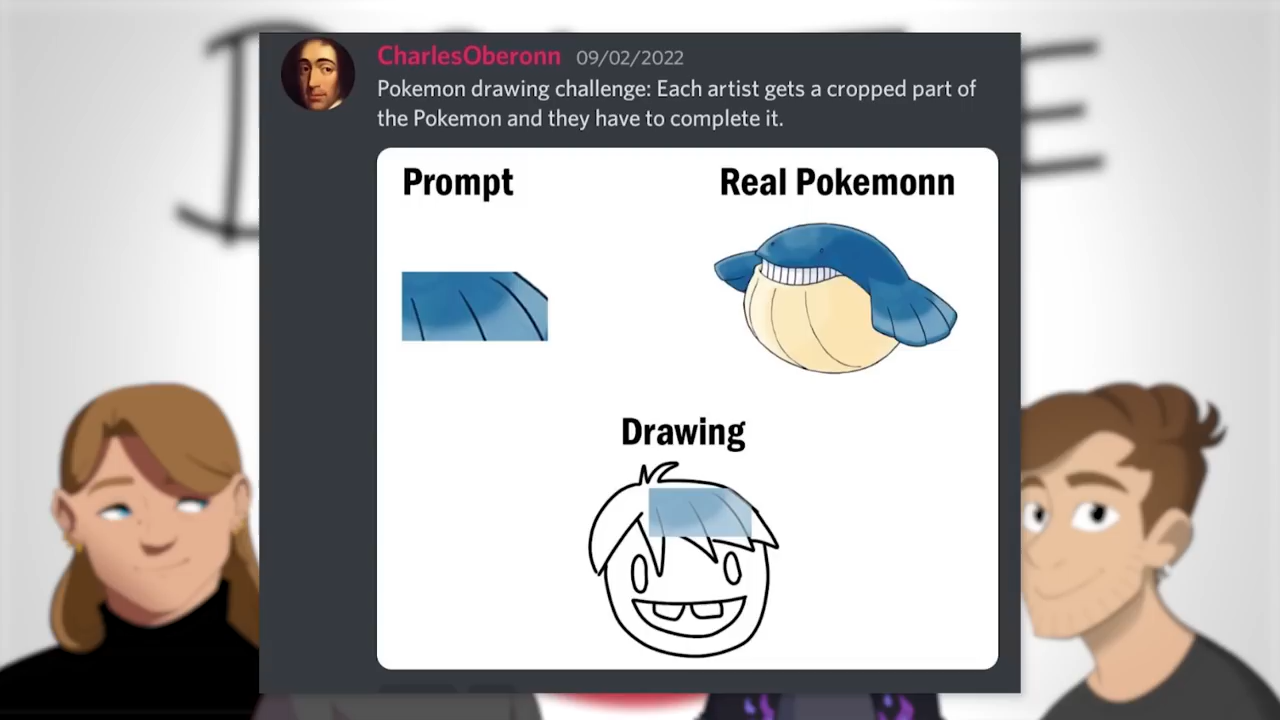 CharlesOberonn 09/02/2022
Pokemon drawing challenge: Each artist gets a cropped part of
the Pokemon and they have to complete it.
Prompt
Real Pokemonn
Drawing